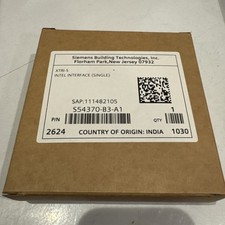 Siemens Building Technologies, Inc.
Florham Park, New Jersey 07932
XTRI-S
INTEL INTERFACE (SINGLE)
SAP:111482105
S54370-B3-A1
1
P/N
QTY
2624
COUNTRY OF ORIGIN: INDIA
1030